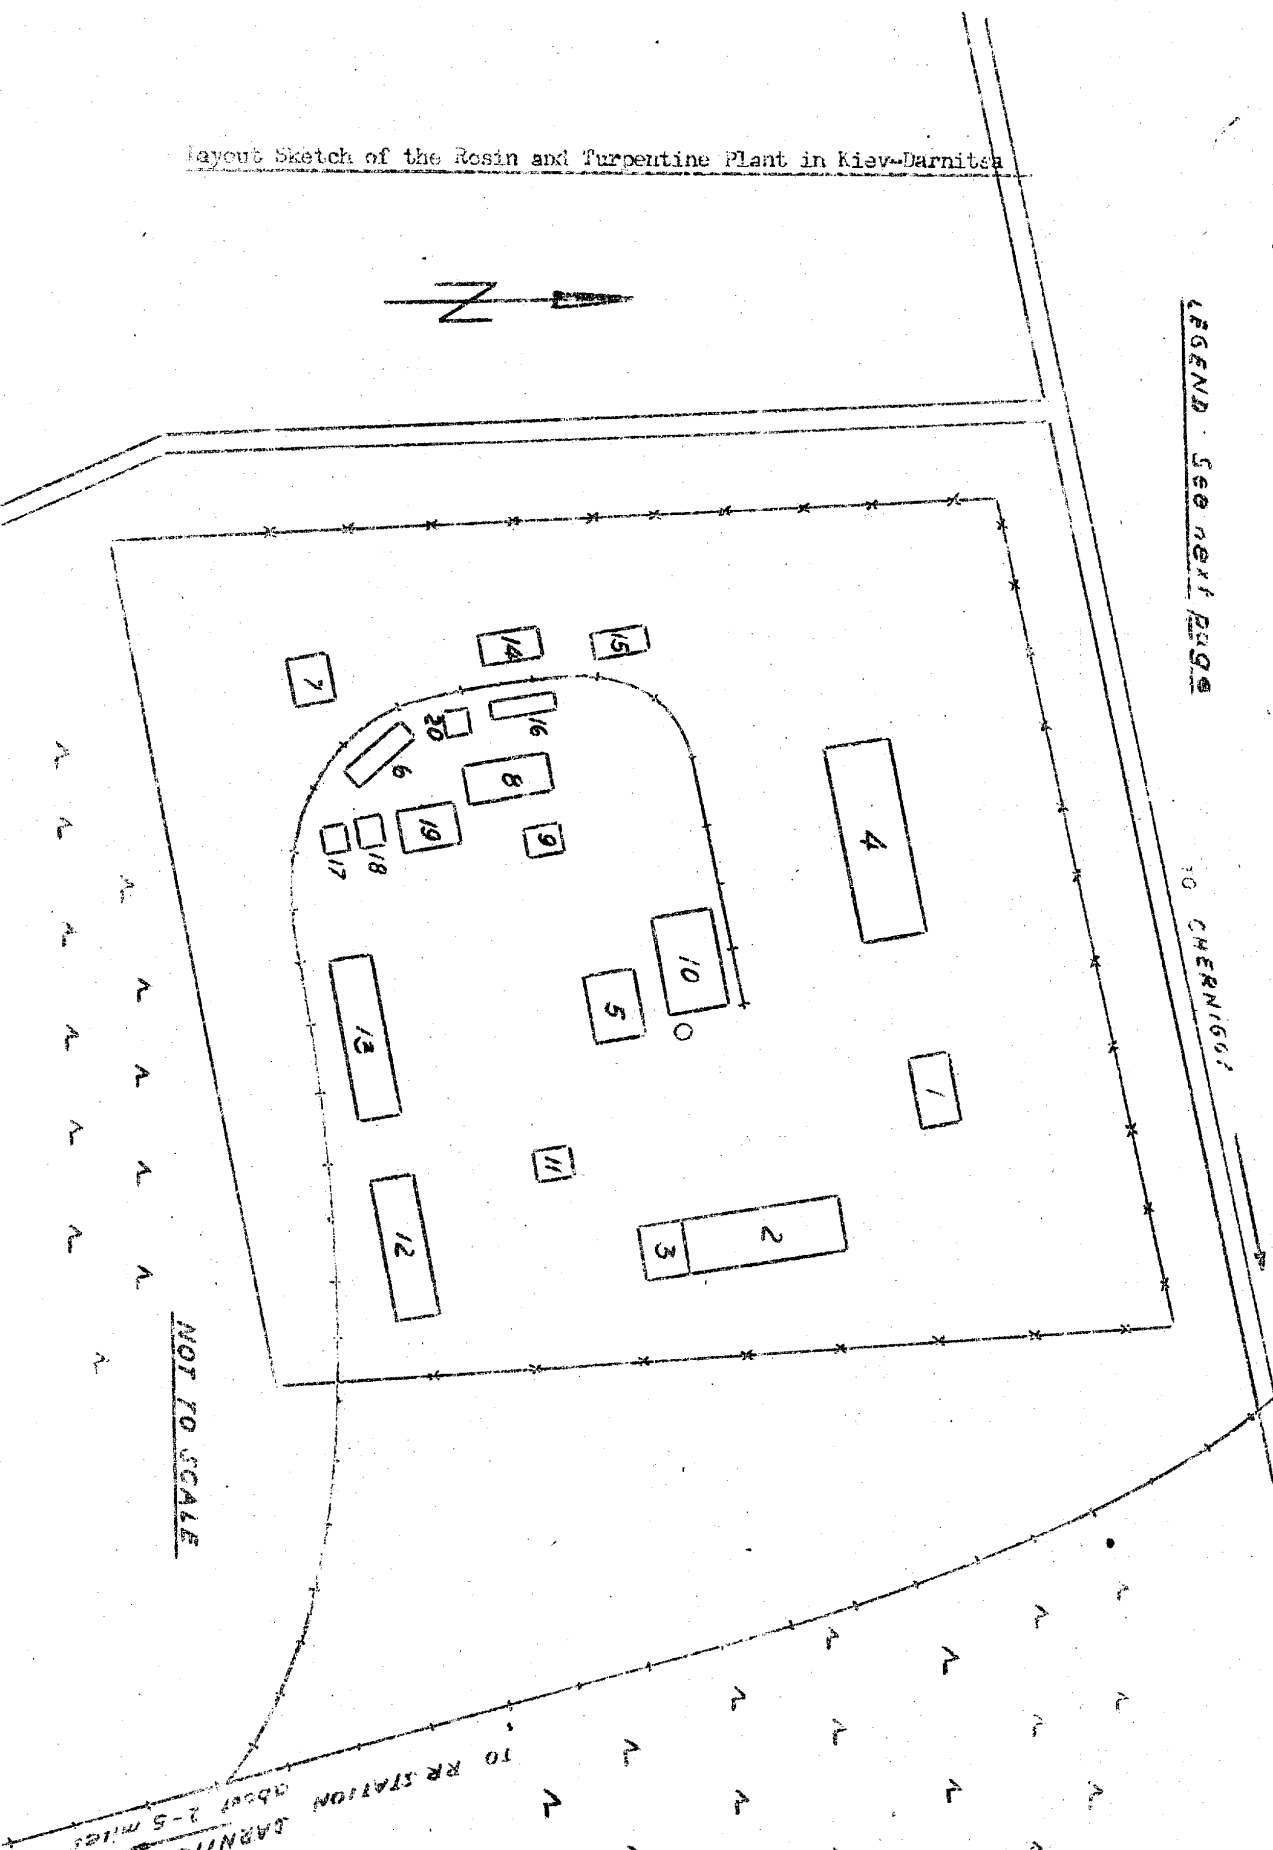 Layout Sketch of the Rosin and Turpentine Plant in Kiev-Darnitsa
N
LEGEND: See next page
TO CHERNIGOV
15
14
7
16
20
6
8
4
19
9
18
17
10
5
13
1
11
2
3
12
NOT TO SCALE
TO RR STATION
about 2-5 miles